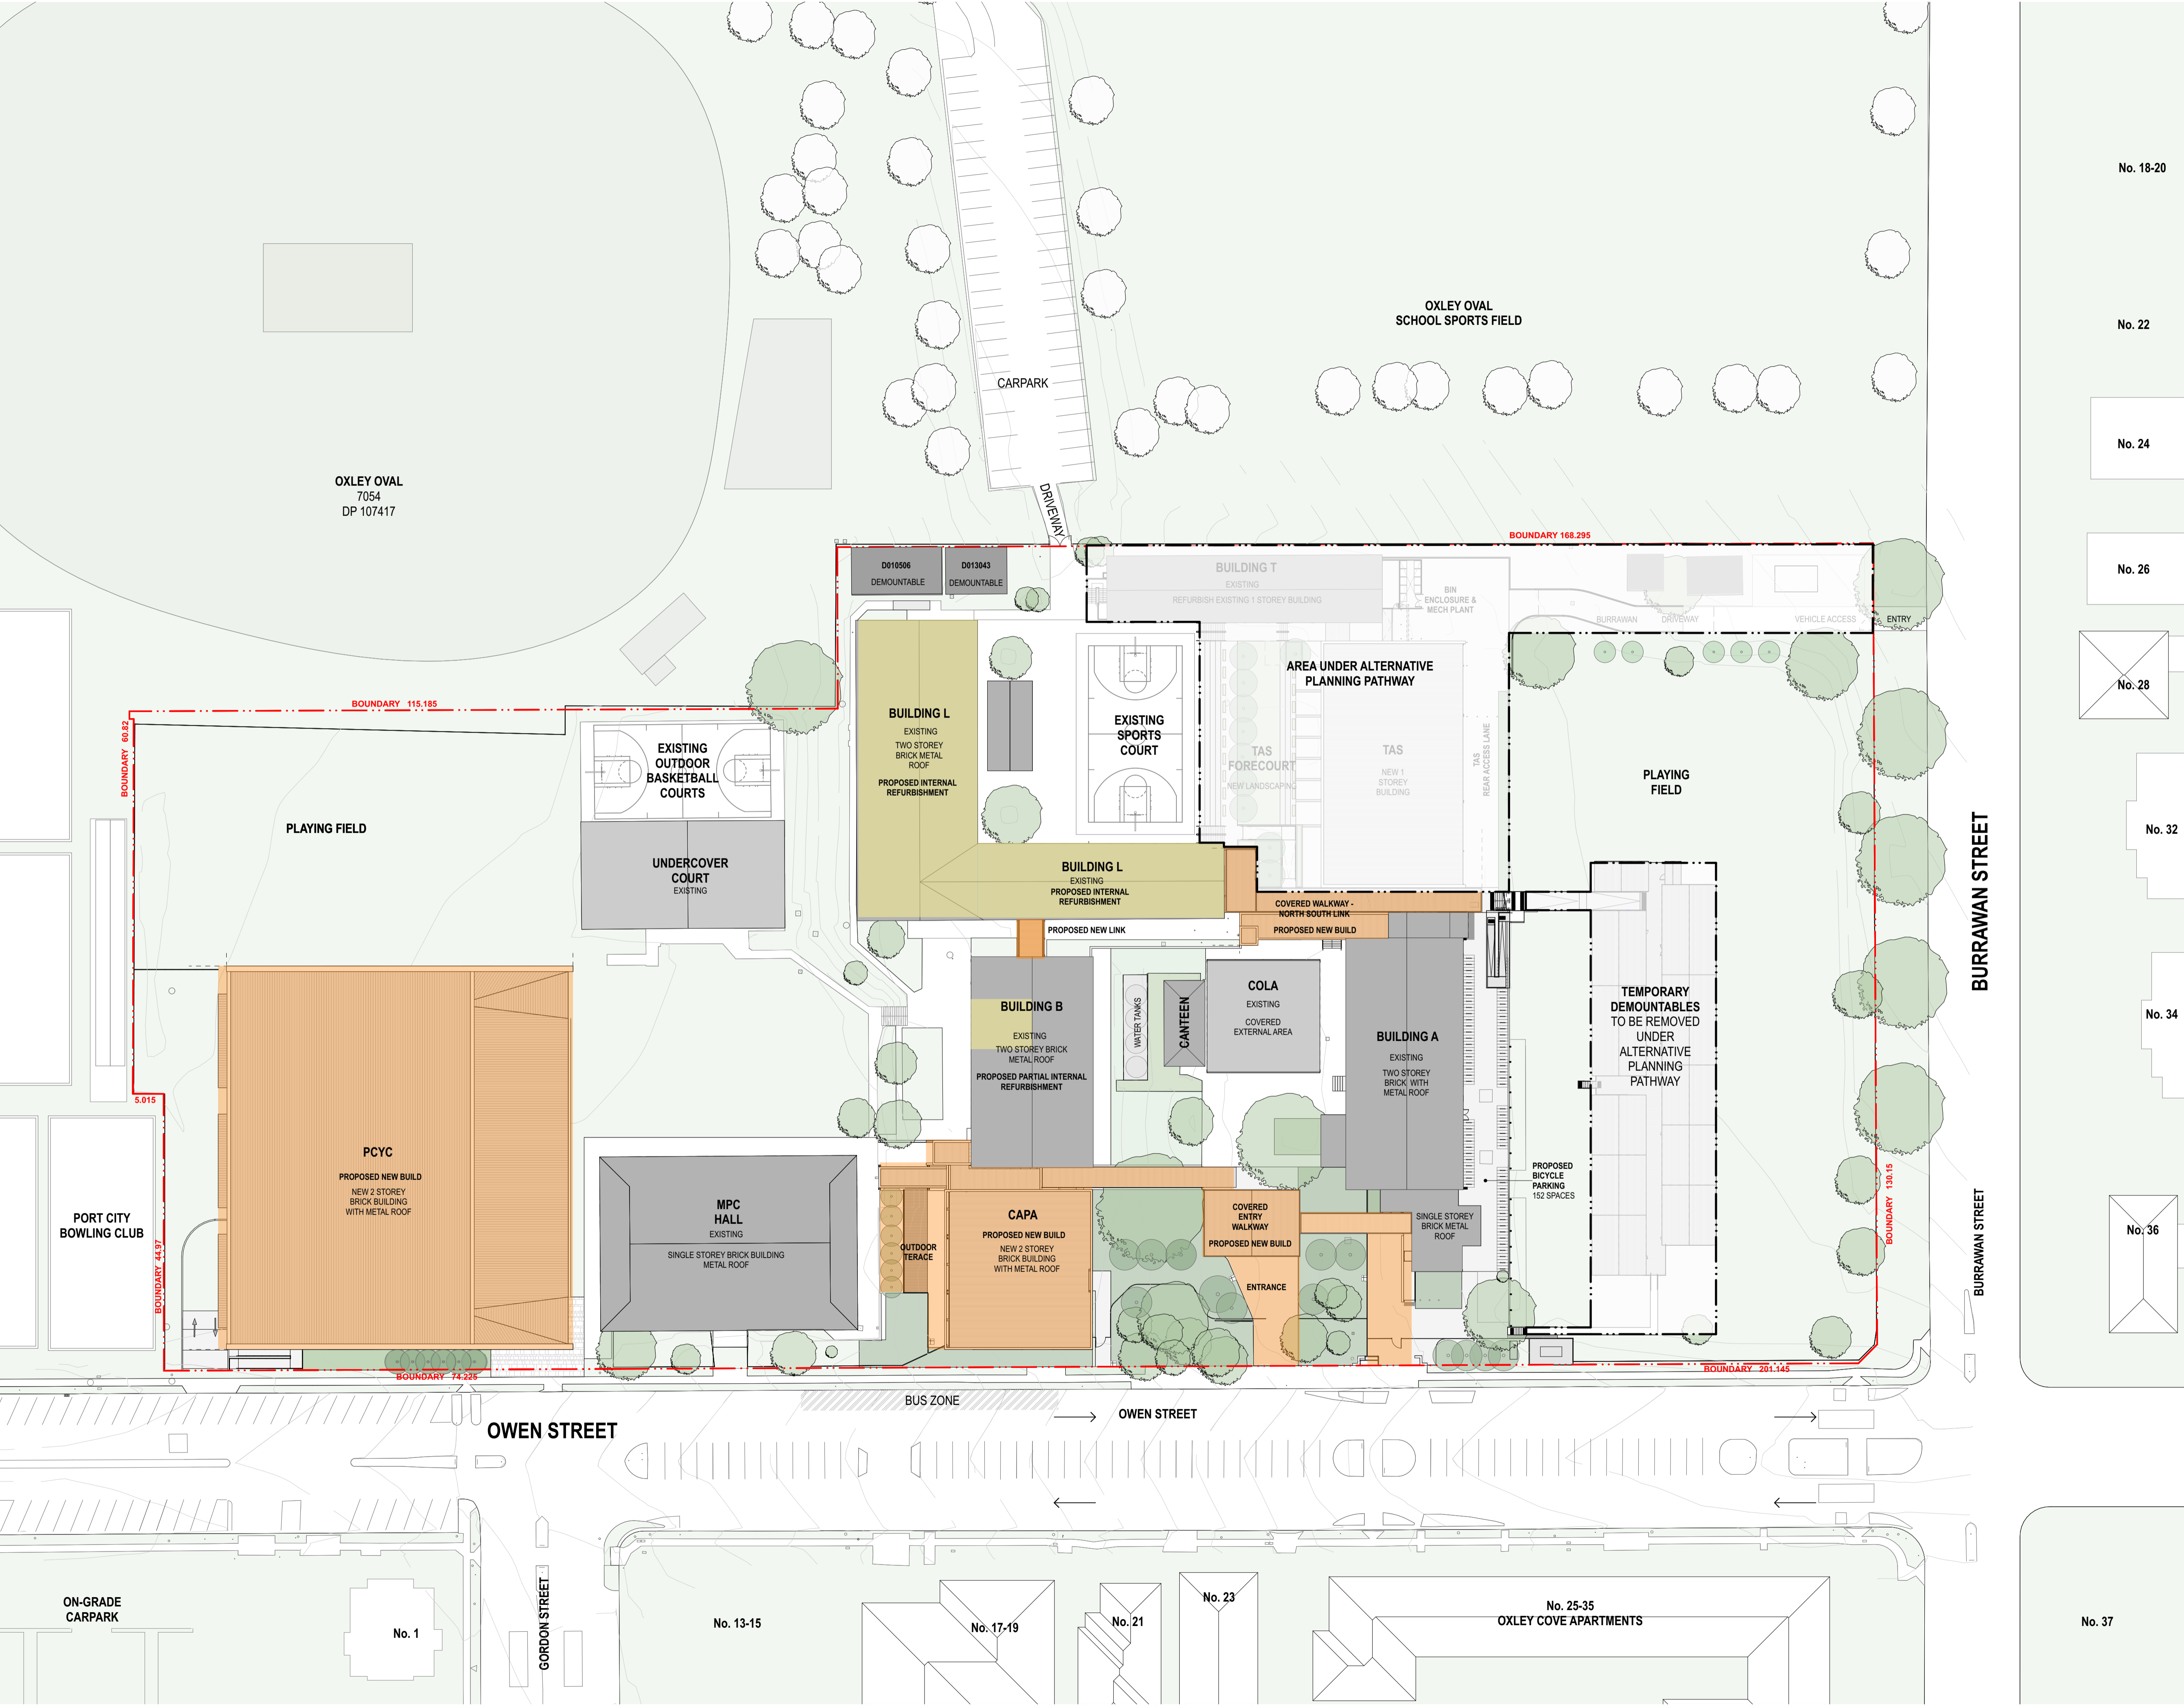 No. 18-20
OXLEY OVAL
SCHOOL SPORTS FIELD
No. 22
CARPARK
No. 24
OXLEY OVAL
7054
DP 107417
DRIVEWAY
BOUNDARY 168.295
D010506
DEMOUNTABLE
D013043
DEMOUNTABLE
BUILDING T
EXISTING
REFURBISH EXISTING 1 STOREY BUILDING
BIN
ENCLOSURE &
MECH PLANT
BURRAWAN
DRIVEWAY
VEHICLE ACCESS
ENTRY
No. 26
No. 28
AREA UNDER ALTERNATIVE
PLANNING PATHWAY
BOUNDARY 115.185
BOUNDARY 60.82
BUILDING L
EXISTING
TWO STOREY
BRICK METAL
ROOF
PROPOSED INTERNAL
REFURBISHMENT
EXISTING
SPORTS
COURT
EXISTING
OUTDOOR
BASKETBALL
COURTS
TAS
FORECOURT
NEW LANDSCAPING
TAS
NEW 1
STOREY
BUILDING
TAS
REAR ACCESS LANE
PLAYING
FIELD
PLAYING FIELD
No. 32
UNDERCOVER
COURT
EXISTING
BUILDING L
EXISTING
PROPOSED INTERNAL
REFURBISHMENT
COVERED WALKWAY -
NORTH SOUTH LINK
PROPOSED NEW BUILD
PROPOSED NEW LINK
BURRAWAN STREET
BUILDING B
EXISTING
TWO STOREY BRICK
METAL ROOF
PROPOSED PARTIAL INTERNAL
REFURBISHMENT
WATER TANKS
CANTEEN
COLA
EXISTING
COVERED
EXTERNAL AREA
BUILDING A
EXISTING
TWO STOREY
BRICK WITH
METAL ROOF
TEMPORARY
DEMOUNTABLES
TO BE REMOVED
UNDER
ALTERNATIVE
PLANNING
PATHWAY
No. 34
5.015
PCYC
PROPOSED NEW BUILD
NEW 2 STOREY
BRICK BUILDING
WITH METAL ROOF
PORT CITY
BOWLING CLUB
BOUNDARY 44.97
MPC
HALL
EXISTING
SINGLE STOREY BRICK BUILDING
METAL ROOF
OUTDOOR
TERACE
CAPA
PROPOSED NEW BUILD
NEW 2 STOREY
BRICK BUILDING
WITH METAL ROOF
COVERED
ENTRY
WALKWAY
PROPOSED NEW BUILD
ENTRANCE
SINGLE STOREY
BRICK METAL
ROOF
PROPOSED
BICYCLE
PARKING
152 SPACES
BOUNDARY 130.15
BURRAWAN STREET
No. 36
BOUNDARY 74.225
BOUNDARY 201.145
BUS ZONE
OWEN STREET
OWEN STREET
ON-GRADE
CARPARK
No. 1
GORDON STREET
No. 13-15
No. 17-19
No. 21
No. 23
No. 25-35
OXLEY COVE APARTMENTS
No. 37